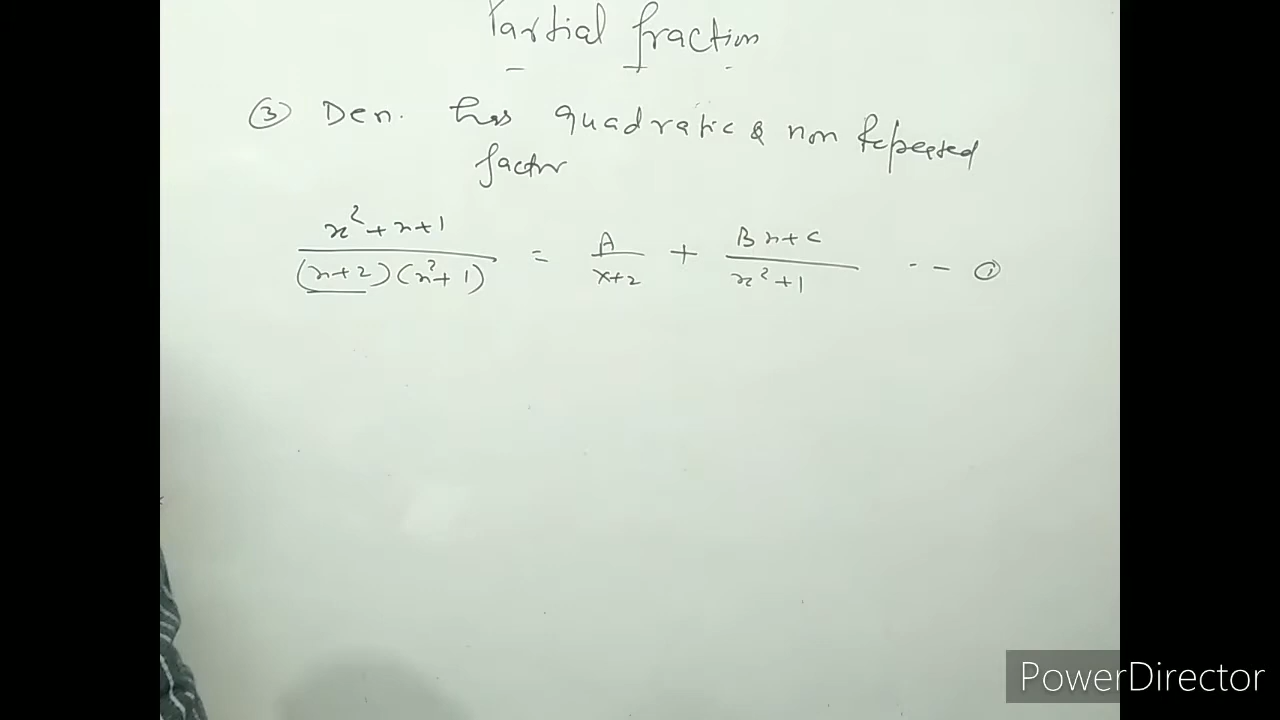 Partial fraction
③ Den. has quadratic & non Repeated
factor
x²+x+1 / (x+2)(x²+1) = A / x+2 + Bx+C / x²+1 -- ①
PowerDirector